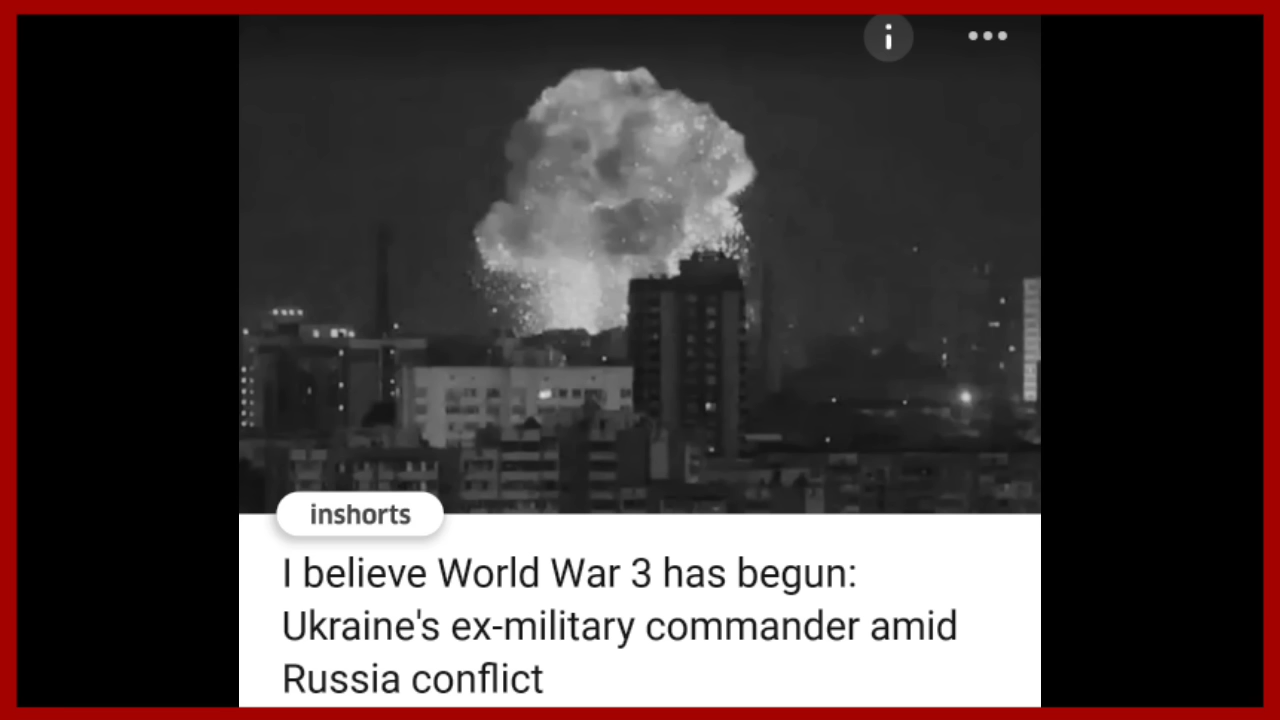 inshorts
I believe World War 3 has begun:
Ukraine's ex-military commander amid
Russia conflict